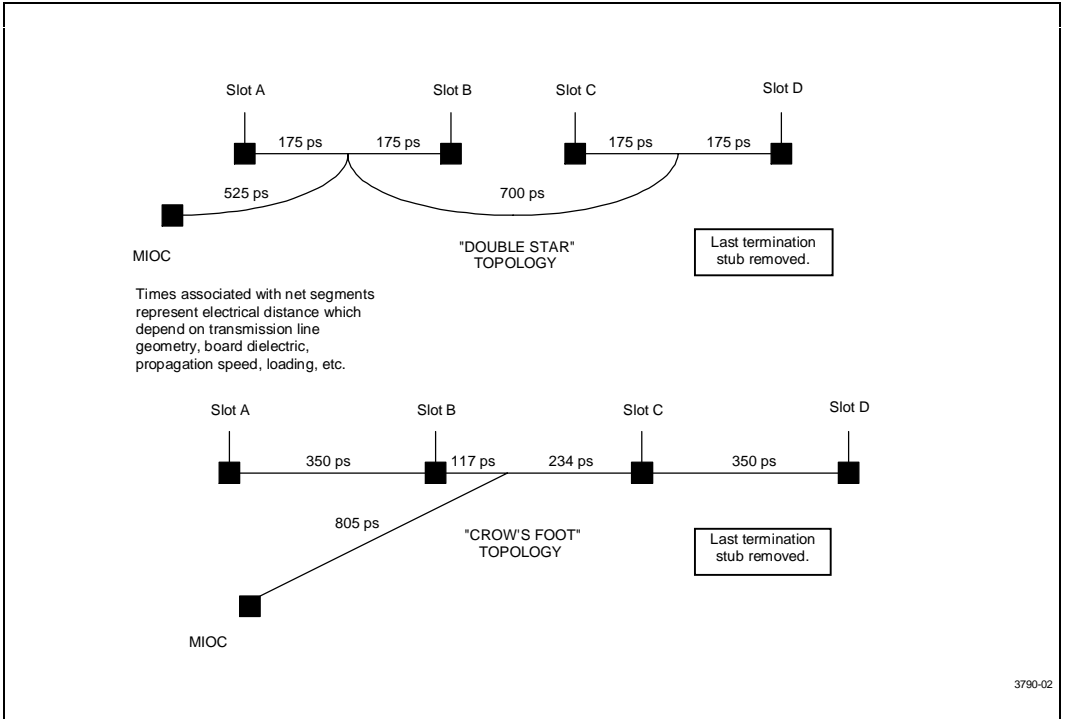 Slot A
Slot B
Slot C
Slot D
175 ps
175 ps
175 ps
175 ps
525 ps
700 ps
MIOC
"DOUBLE STAR"
TOPOLOGY
Last termination
stub removed.
Times associated with net segments
represent electrical distance which
depend on transmission line
geometry, board dielectric,
propagation speed, loading, etc.
Slot A
Slot B
Slot C
Slot D
350 ps
117 ps
234 ps
350 ps
805 ps
"CROW'S FOOT"
TOPOLOGY
Last termination
stub removed.
MIOC
3790-02